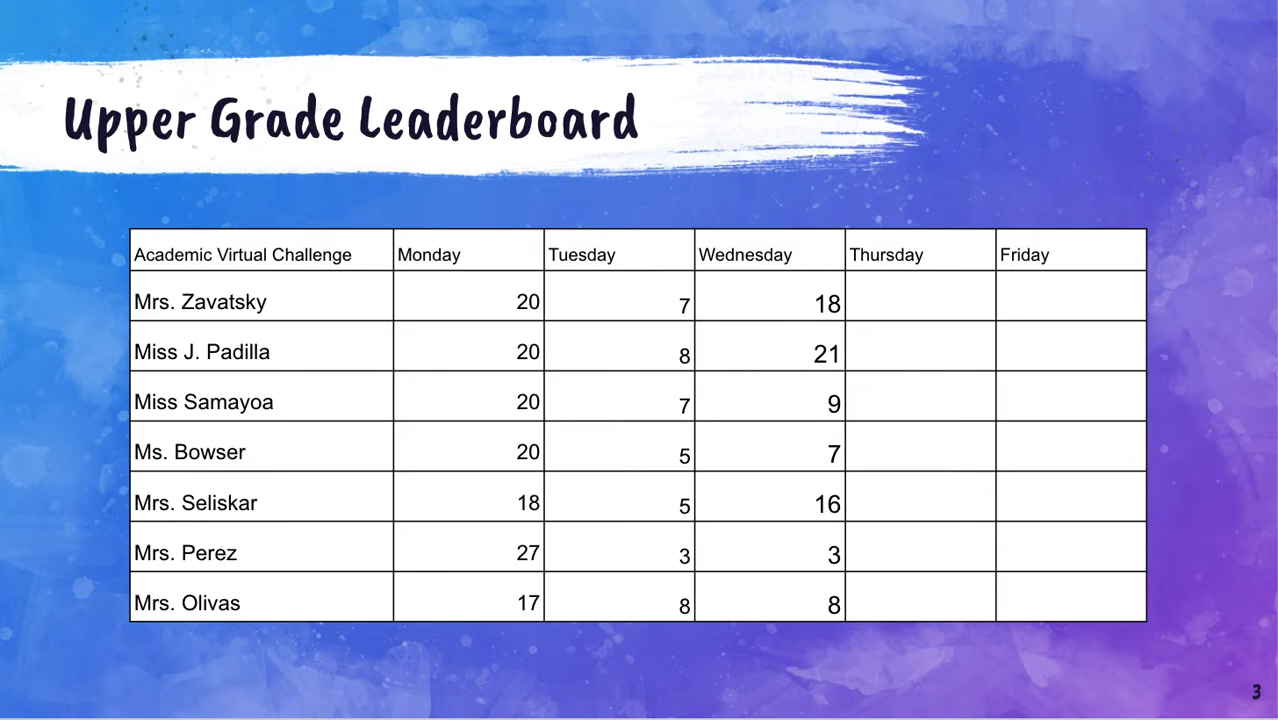 Upper Grade Leaderboard
Academic Virtual Challenge Monday Tuesday Wednesday Thursday Friday
Mrs. Zavatsky 20 7 18
Miss J. Padilla 20 8 21
Miss Samayoa 20 7 9
Ms. Bowser 20 5 7
Mrs. Seliskar 18 5 16
Mrs. Perez 27 3 3
Mrs. Olivas 17 8 8
3